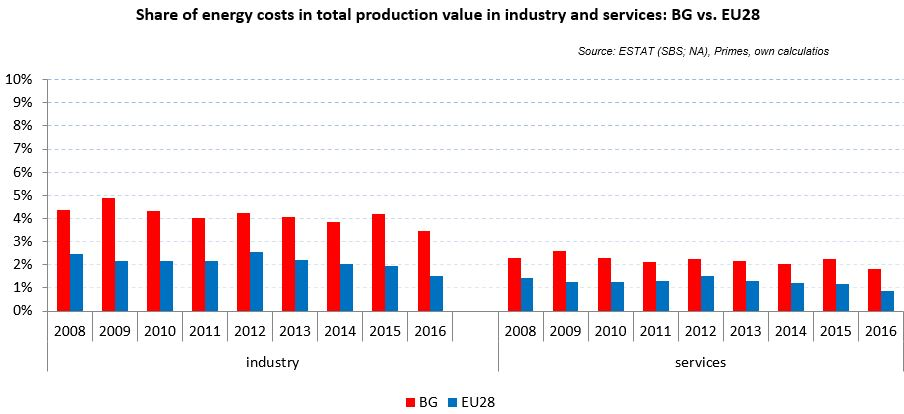 Share of energy costs in total production value in industry and services: BG vs. EU28
Source: ESTAT (SBS; NA), Primes, own calculatios
10%
9%
8%
7%
6%
5%
4%
3%
2%
1%
0%
2008 2009 2010 2011 2012 2013 2014 2015 2016 2008 2009 2010 2011 2012 2013 2014 2015 2016
industry services
BG EU28